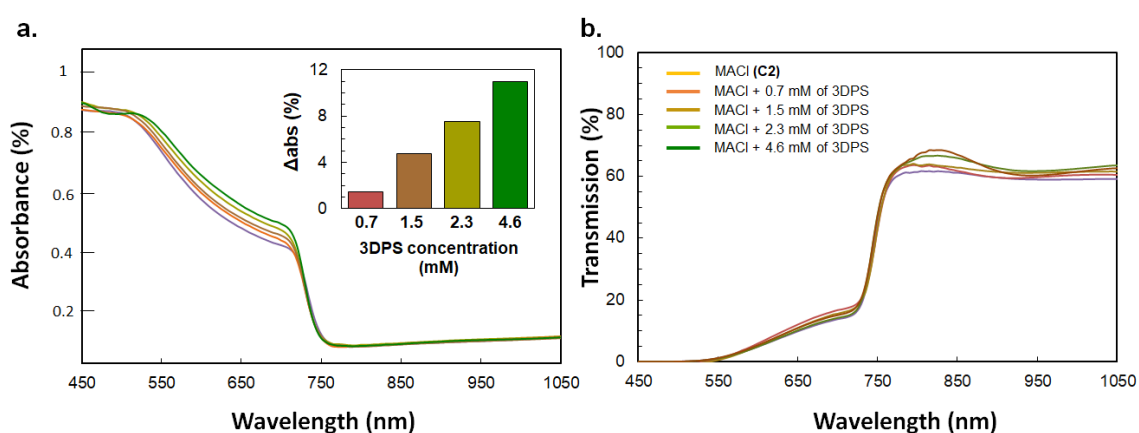 a.
Absorbance (%)
1
0.8
0.6
0.4
0.2
450
550
650
750
850
950
1050
Wavelength (nm)
Δabs (%)
12
8
4
0
0.7
1.5
2.3
4.6
3DPS concentration
(mM)
b.
Transmission (%)
100
80
60
40
20
0
MACl (C2)
MACl + 0.7 mM of 3DPS
MACl + 1.5 mM of 3DPS
MACl + 2.3 mM of 3DPS
MACl + 4.6 mM of 3DPS
450
550
650
750
850
950
1050
Wavelength (nm)